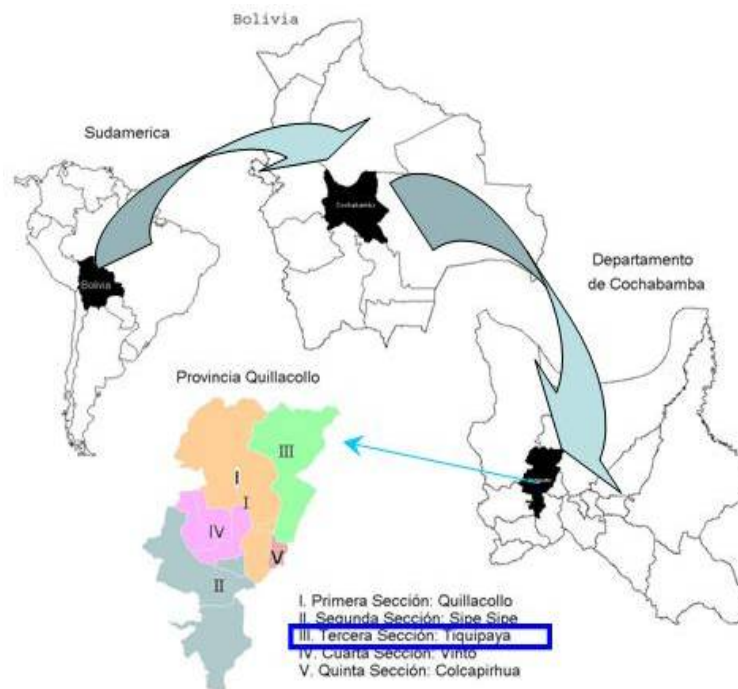 Bolivia
Sudamerica
Cochabamba
Bolivia
Departamento
de Cochabamba
Provincia Quillacollo
III
I
I
IV
V
II
I. Primera Sección: Quillacollo
II. Segunda Sección: Sipe Sipe
III. Tercera Sección: Tiquipaya
IV. Cuarta Sección: Vinto
V. Quinta Sección: Colcapirhua